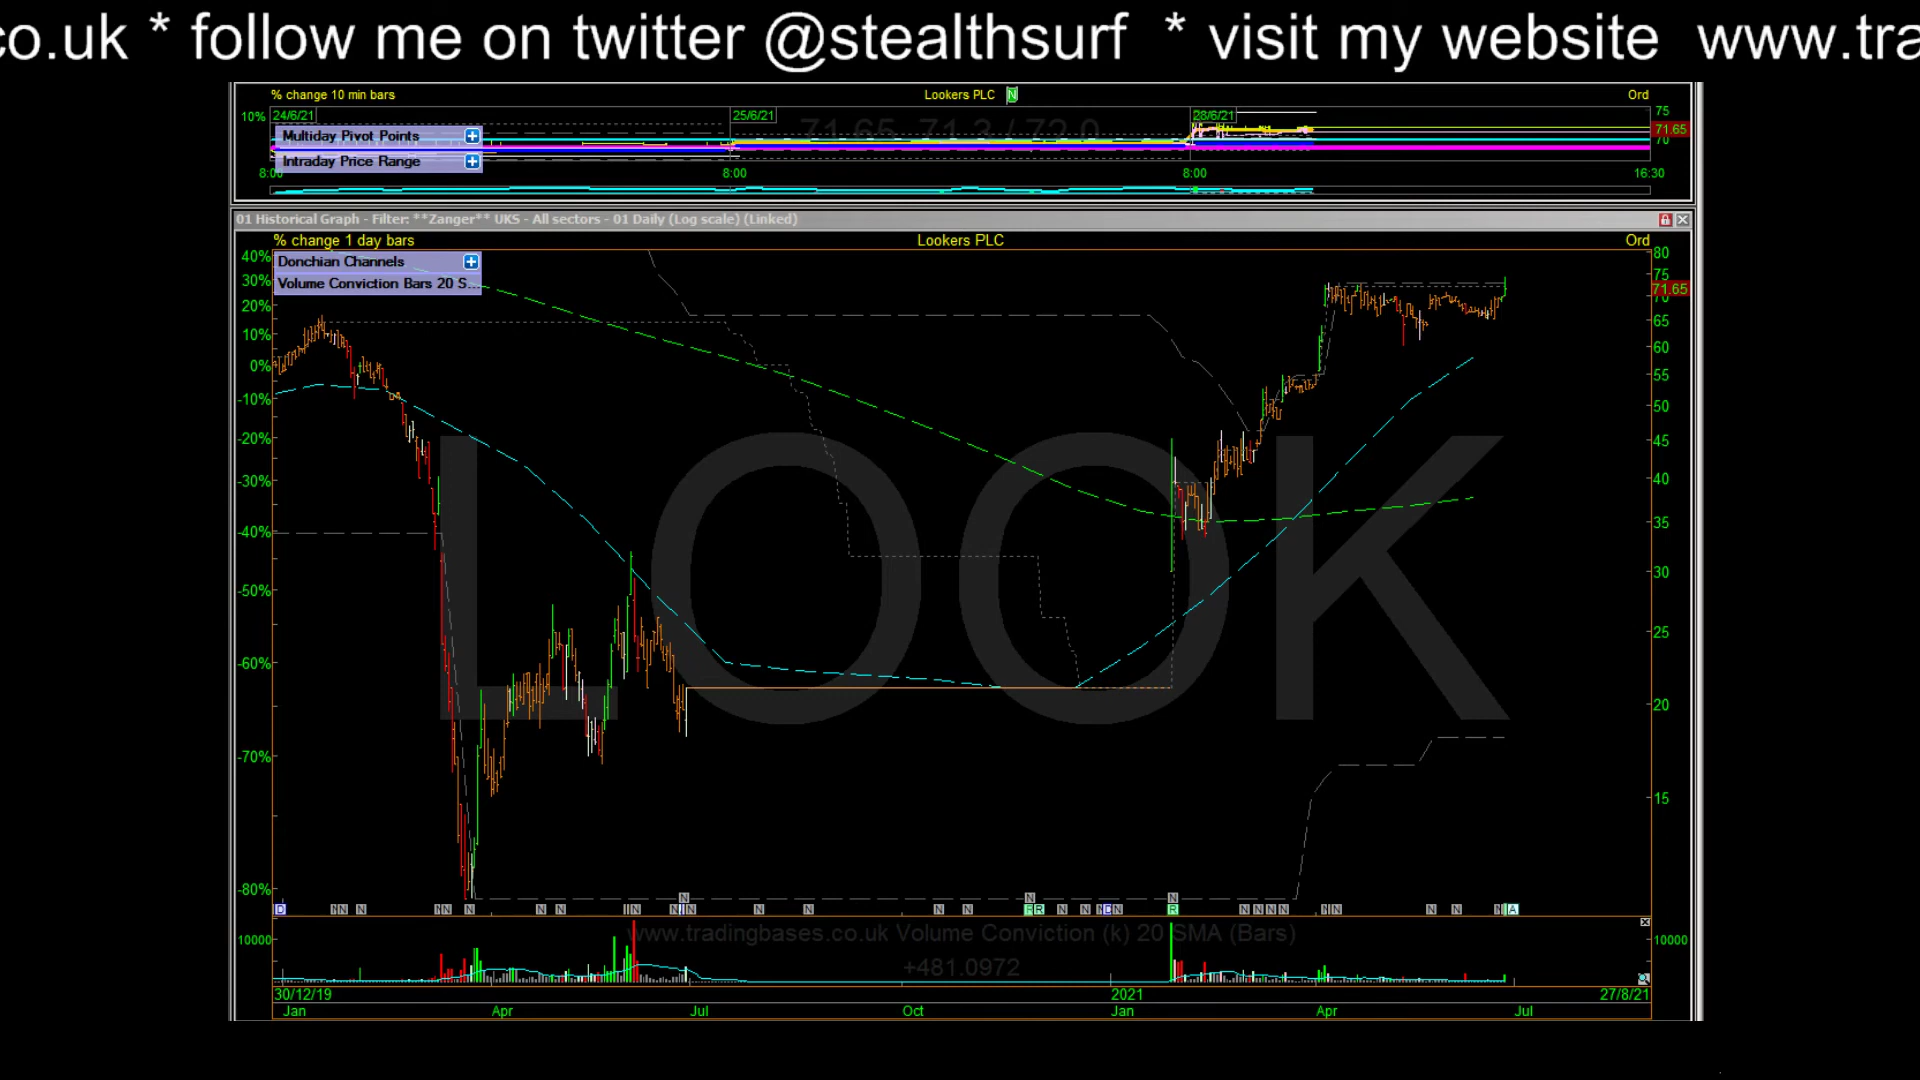 co.uk * follow me on twitter @stealthsurf * visit my website www.tra
% change 10 min bars Lookers PLC N Ord
10% 24/6/21 25/6/21 28/6/21 75
Multiday Pivot Points 71.65 71.3 / 72.0 71.65
70
Intraday Price Range
8:00 8:00 8:00 16:30
01 Historical Graph - Filter: **Zanger** UKS - All sectors - 01 Daily (Log scale) (Linked)
% change 1 day bars Lookers PLC Ord
40% Donchian Channels 80
30% Volume Conviction Bars 20 S... 75
71.65
20% 70
10% 65
0% 60
-10% 55
50
-20% 45
-30% 40
-40% 35
-50% 30
LOOK
25
-60% 20
-70% 15
-80%
D N N N N N N N N N N N N N N N N N R R N N N D N R N N N N N N N N N N A
www.tradingbases.co.uk Volume Conviction (k) 20 SMA (Bars)
10000 10000
+481.0972
30/12/19 2021 27/8/21
Jan Apr Jul Oct Jan Apr Jul